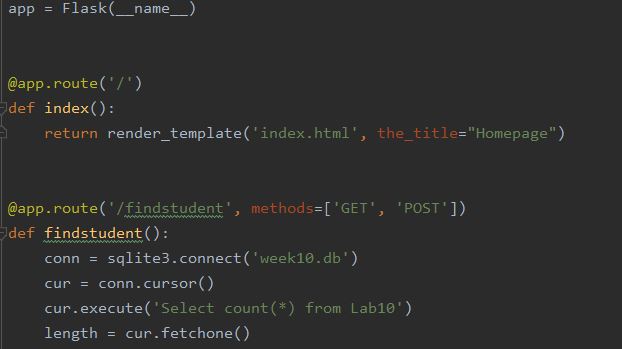 app = Flask(__name__)
@app.route('/')
def index():
    return render_template('index.html', the_title="Homepage")
@app.route('/findstudent', methods=['GET', 'POST'])
def findstudent():
    conn = sqlite3.connect('week10.db')
    cur = conn.cursor()
    cur.execute('Select count(*) from Lab10')
    length = cur.fetchone()